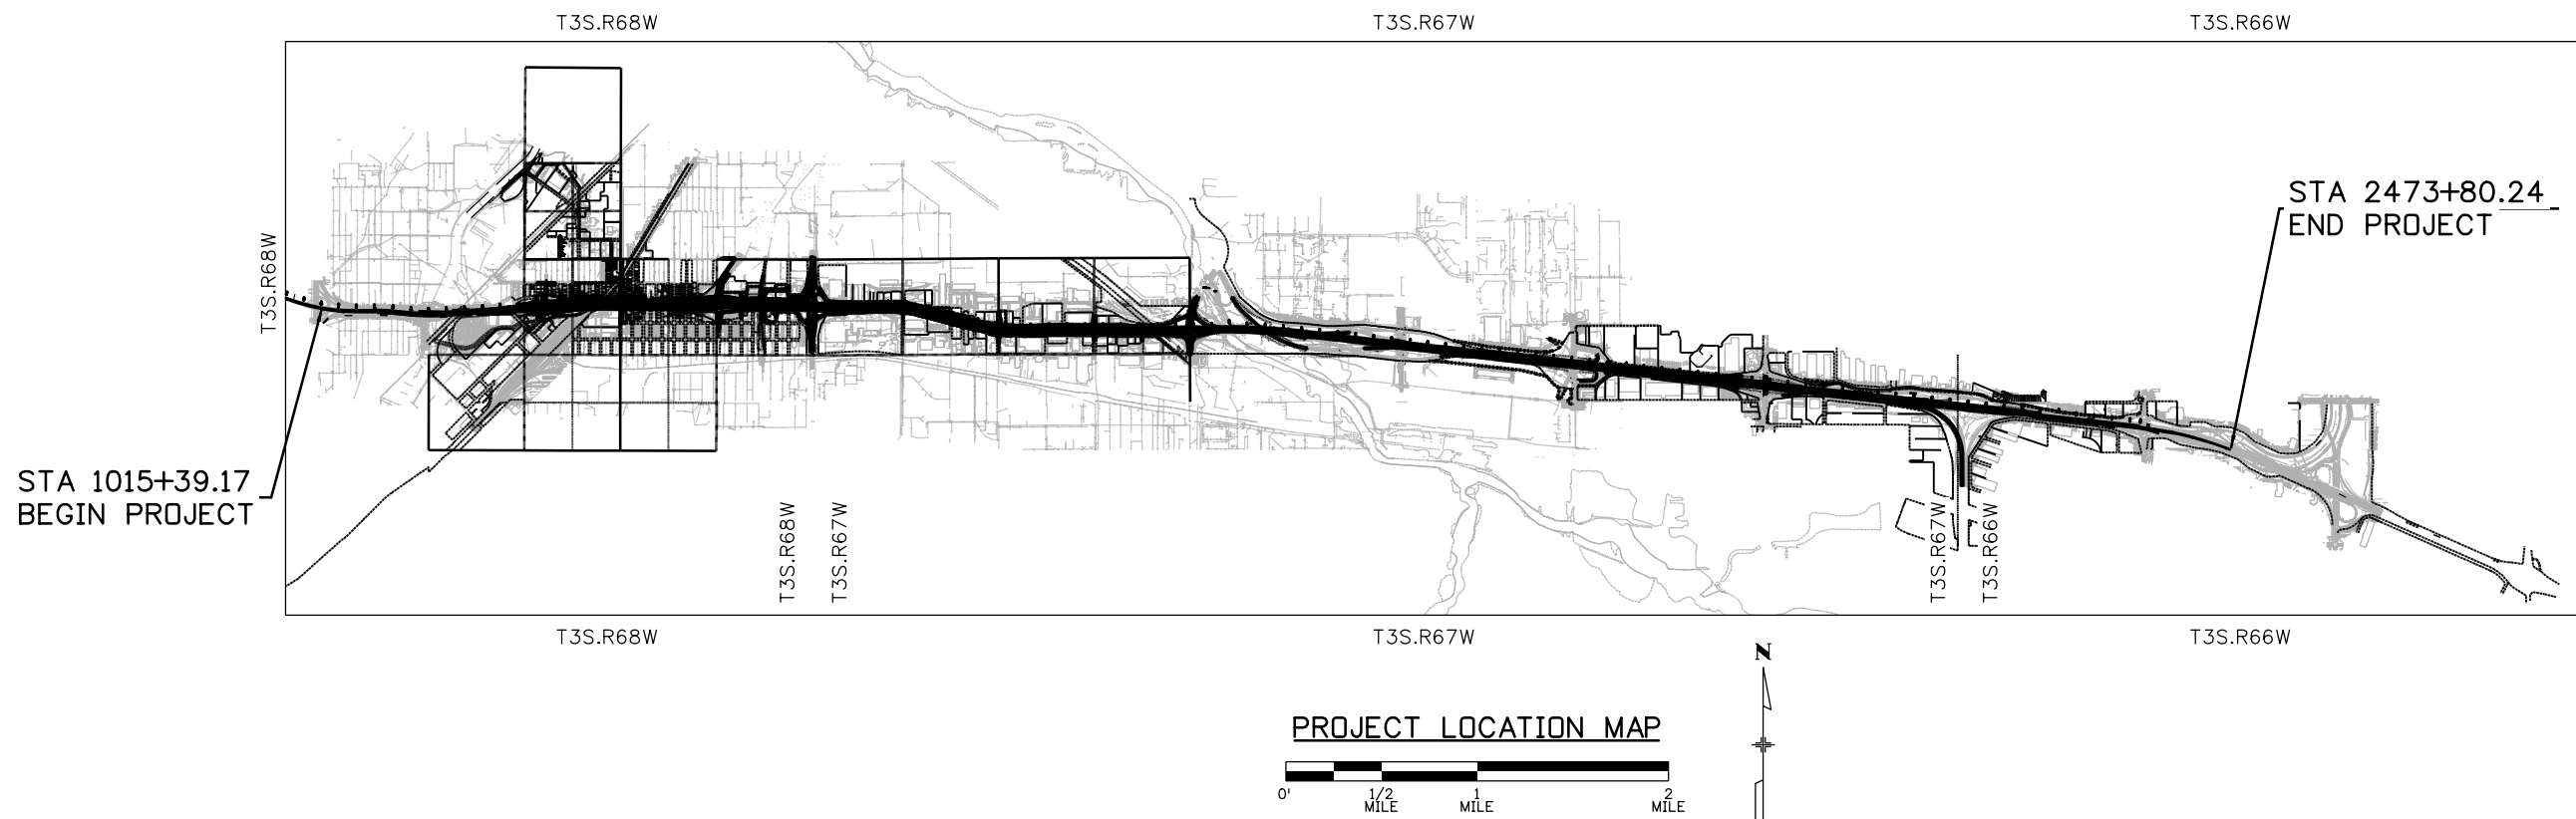 T3S.R68W
T3S.R67W
T3S.R66W
STA 2473+80.24
END PROJECT
T3S.R68W
STA 1015+39.17
BEGIN PROJECT
T3S.R68W
T3S.R67W
T3S.R67W
T3S.R66W
T3S.R68W
T3S.R67W
T3S.R66W
N
PROJECT LOCATION MAP
0' 1/2 1 2
MILE MILE MILE